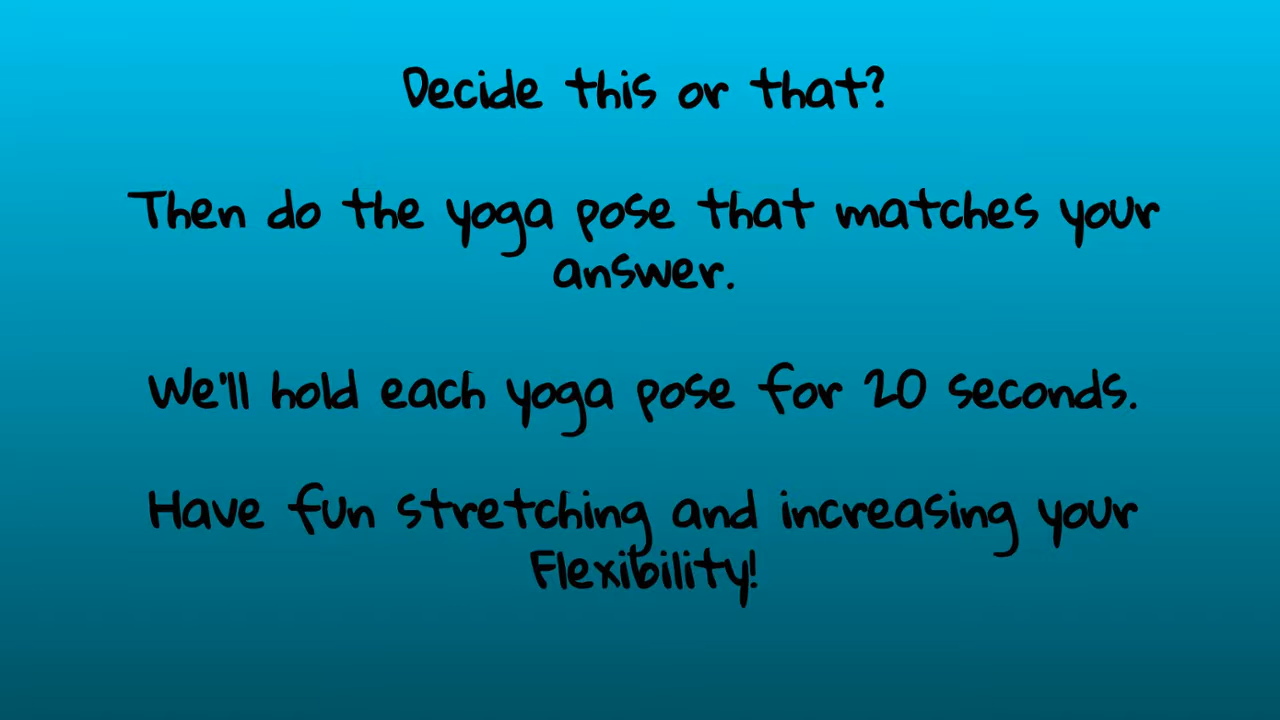 Decide this or that?
Then do the yoga pose that matches your
answer.
We'll hold each yoga pose for 20 seconds.
Have fun stretching and increasing your
Flexibility!